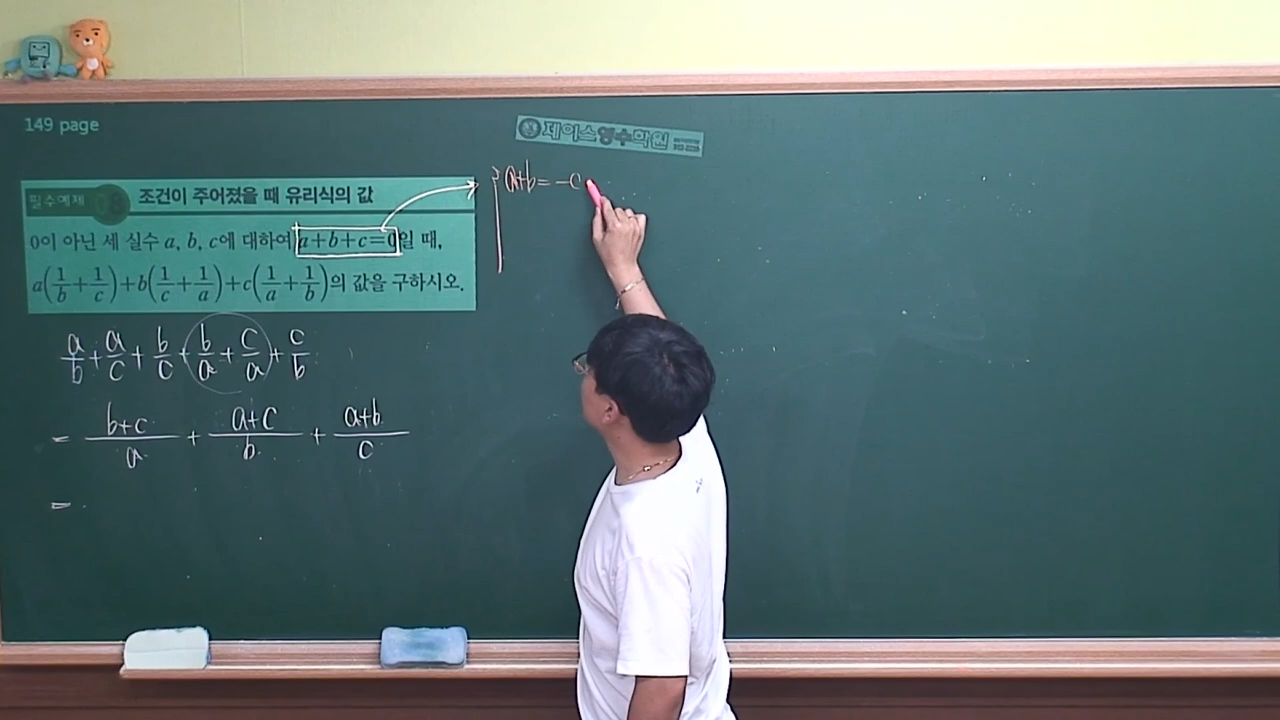 149 page
제이스영수학원
필수예제 08 조건이 주어졌을 때 유리식의 값
0이 아닌 세 실수 a, b, c에 대하여 a+b+c=0일 때,
a(1/b+1/c)+b(1/c+1/a)+c(1/a+1/b)의 값을 구하시오.
a+b=-c
a/b+a/c+b/c+b/a+c/a+c/b
= b+c/a + a+c/b + a+b/c
=